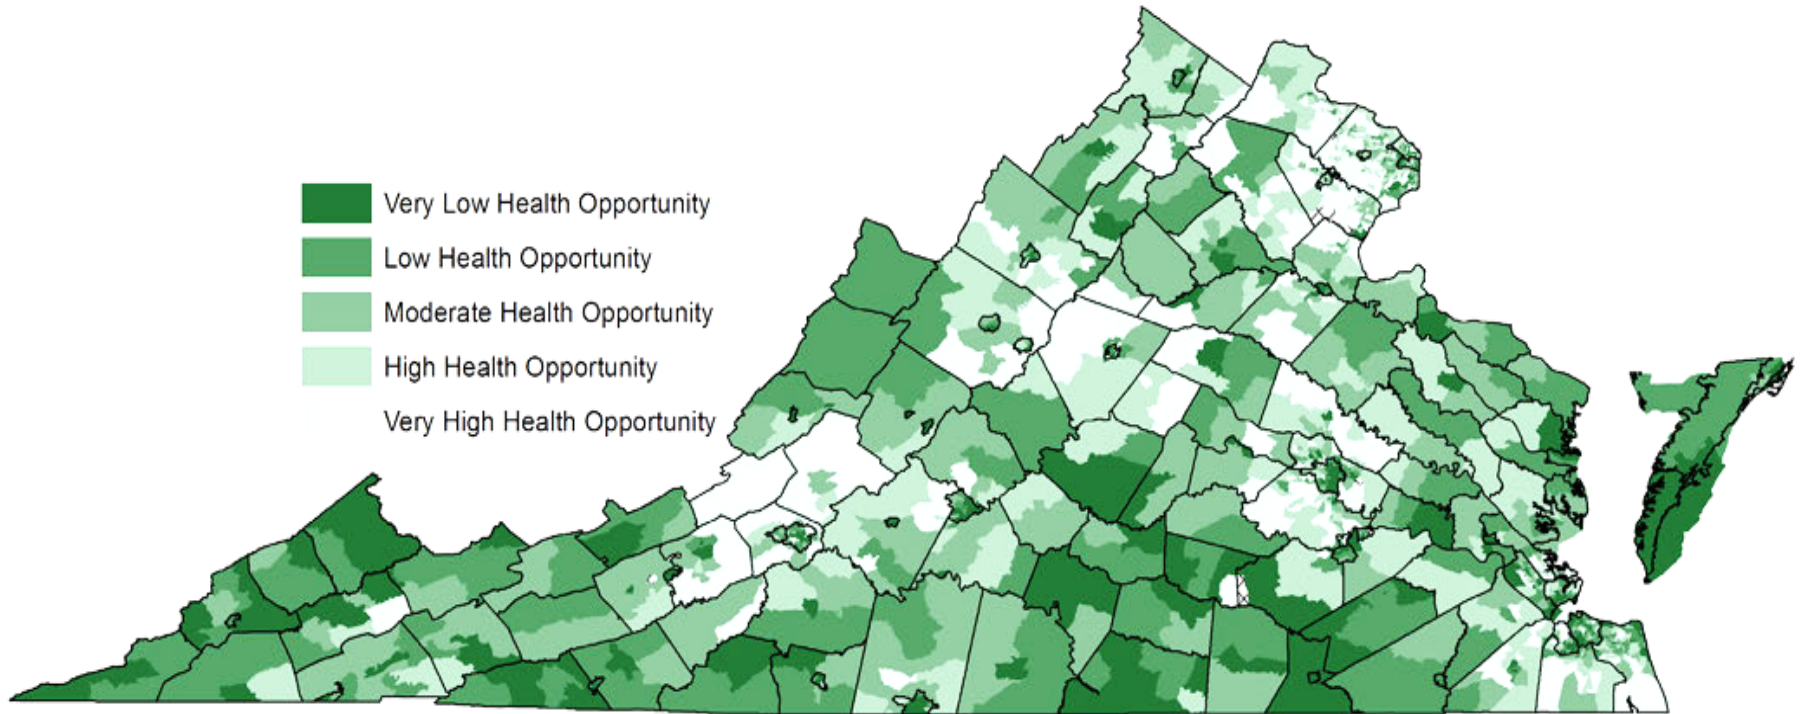 Very Low Health Opportunity
Low Health Opportunity
Moderate Health Opportunity
High Health Opportunity
Very High Health Opportunity